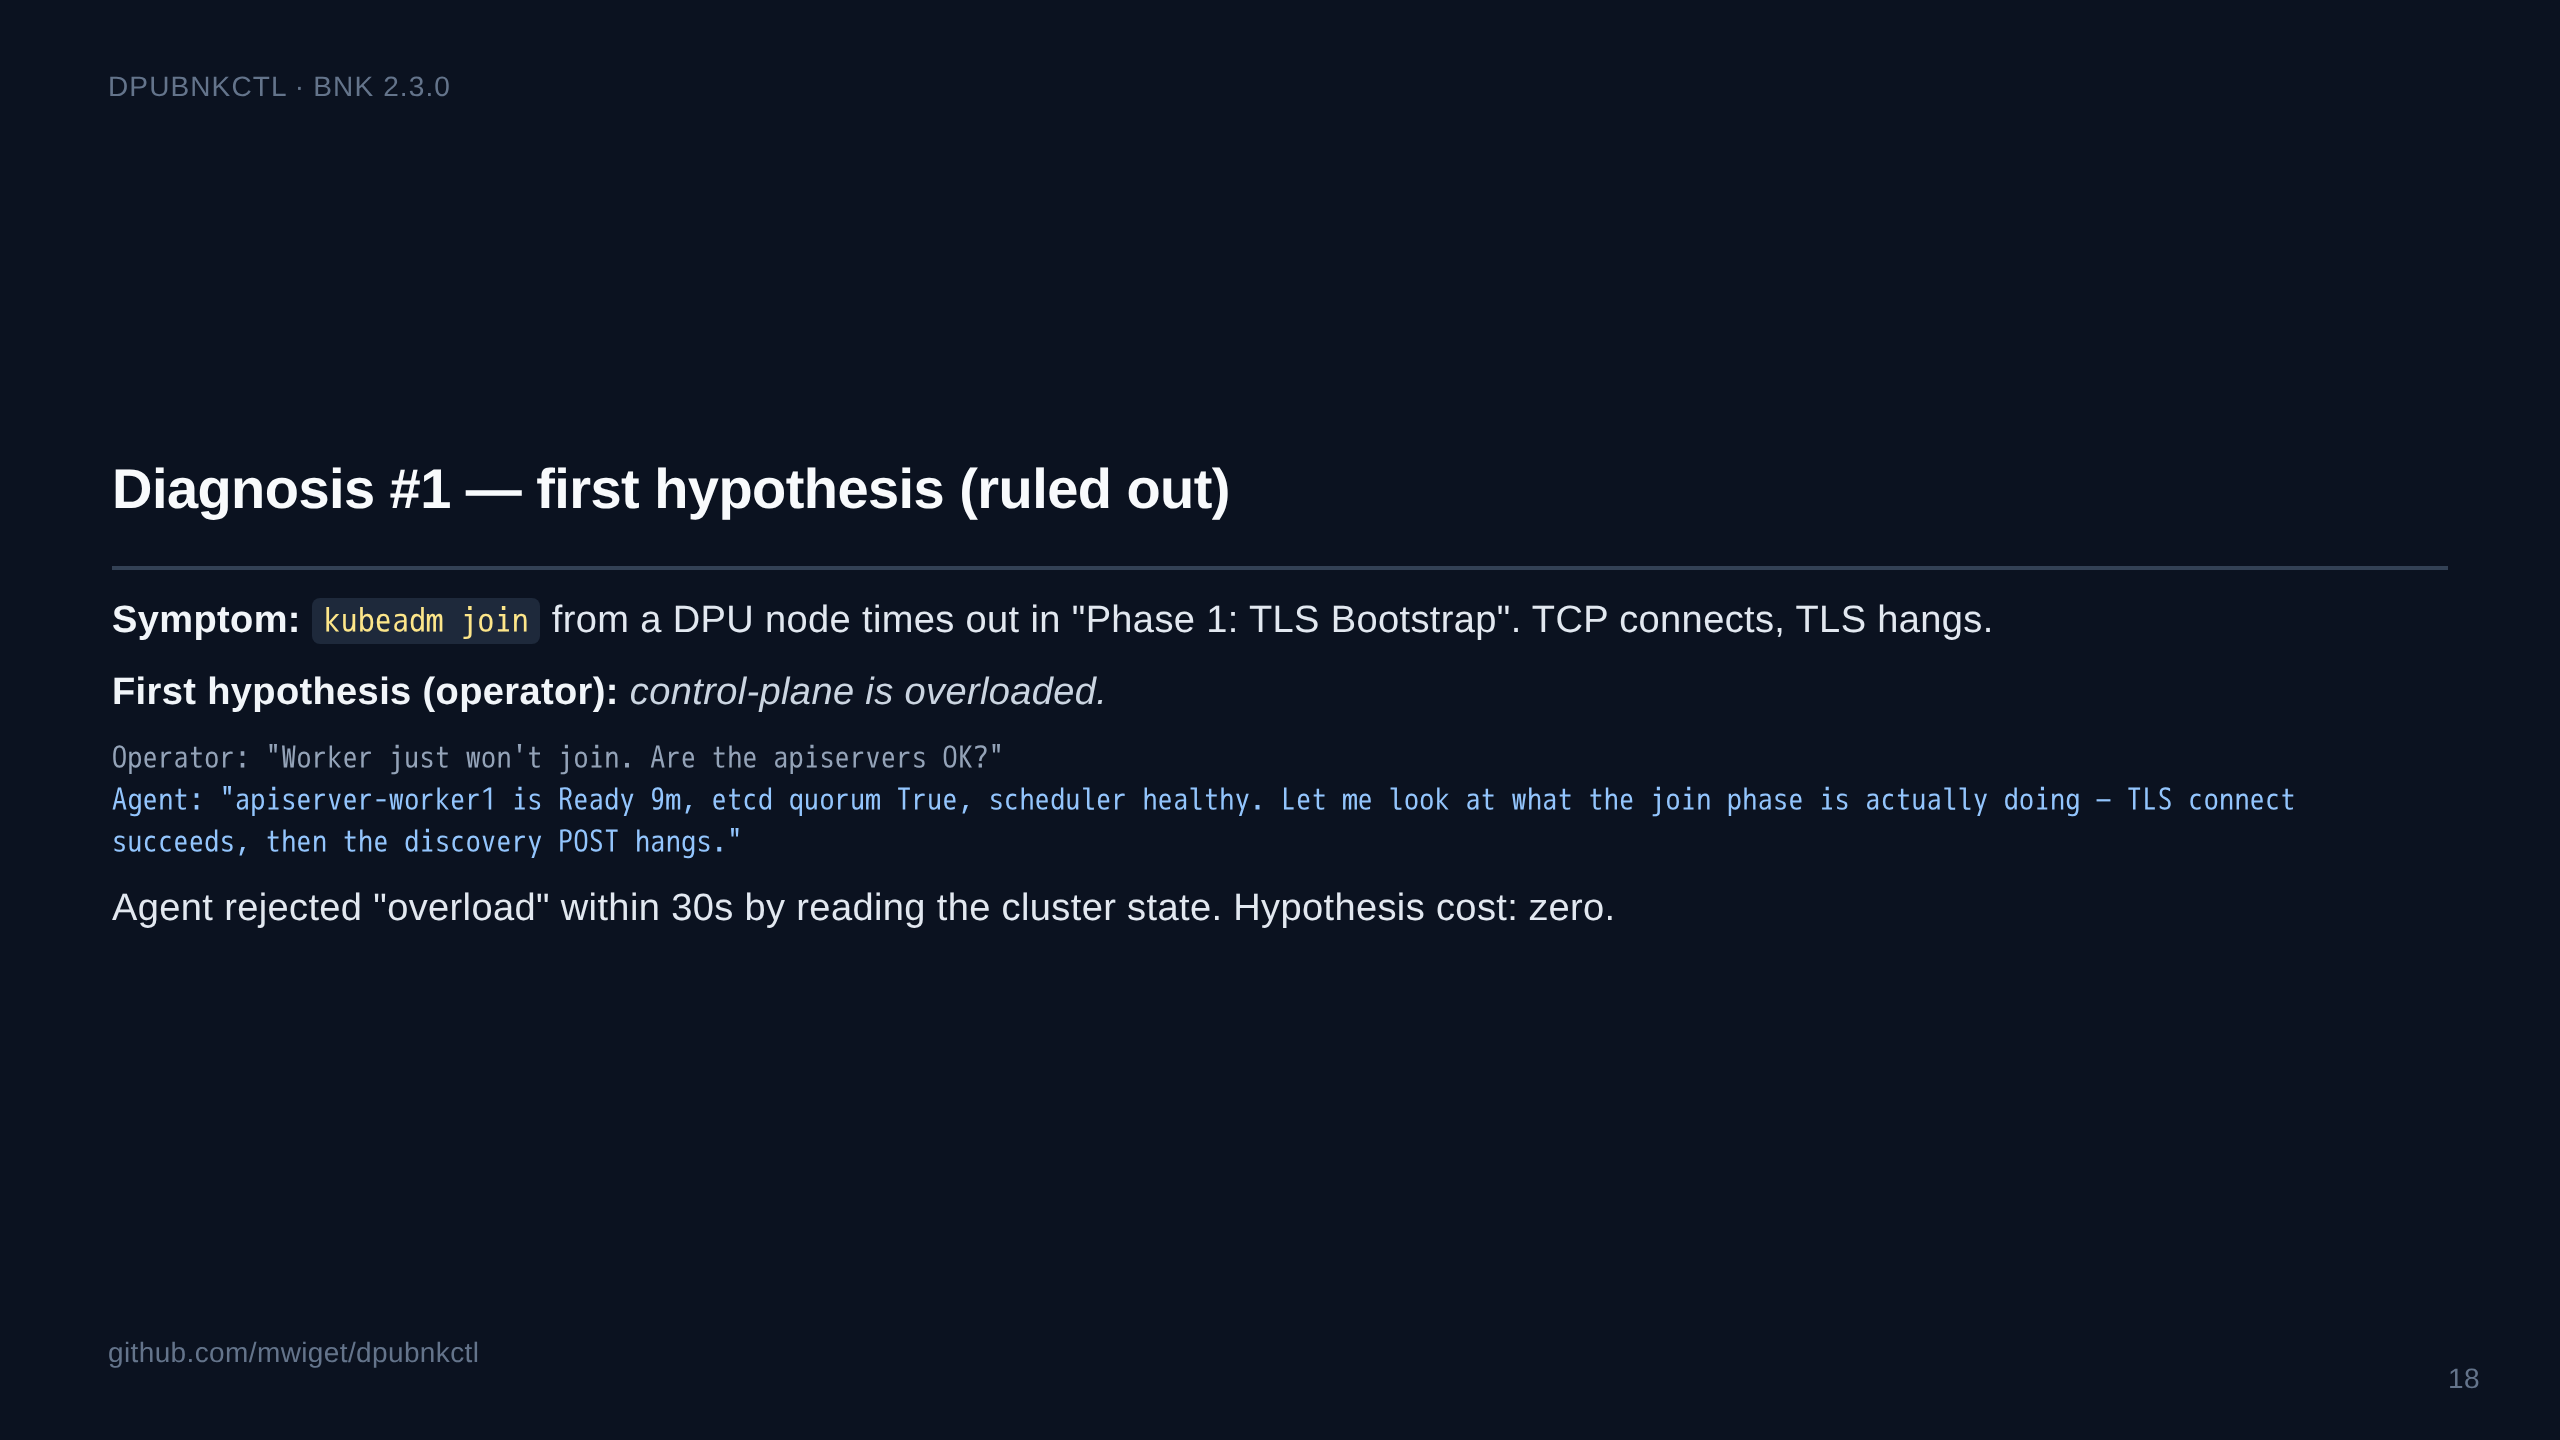 DPUBNKCTL · BNK 2.3.0
Diagnosis #1 — first hypothesis (ruled out)
Symptom: kubeadm join from a DPU node times out in "Phase 1: TLS Bootstrap". TCP connects, TLS hangs.
First hypothesis (operator): control-plane is overloaded.
Operator: "Worker just won't join. Are the apiservers OK?"
Agent: "apiserver-worker1 is Ready 9m, etcd quorum True, scheduler healthy. Let me look at what the join phase is actually doing — TLS connect
succeeds, then the discovery POST hangs."
Agent rejected "overload" within 30s by reading the cluster state. Hypothesis cost: zero.
github.com/mwiget/dpubnkctl
18